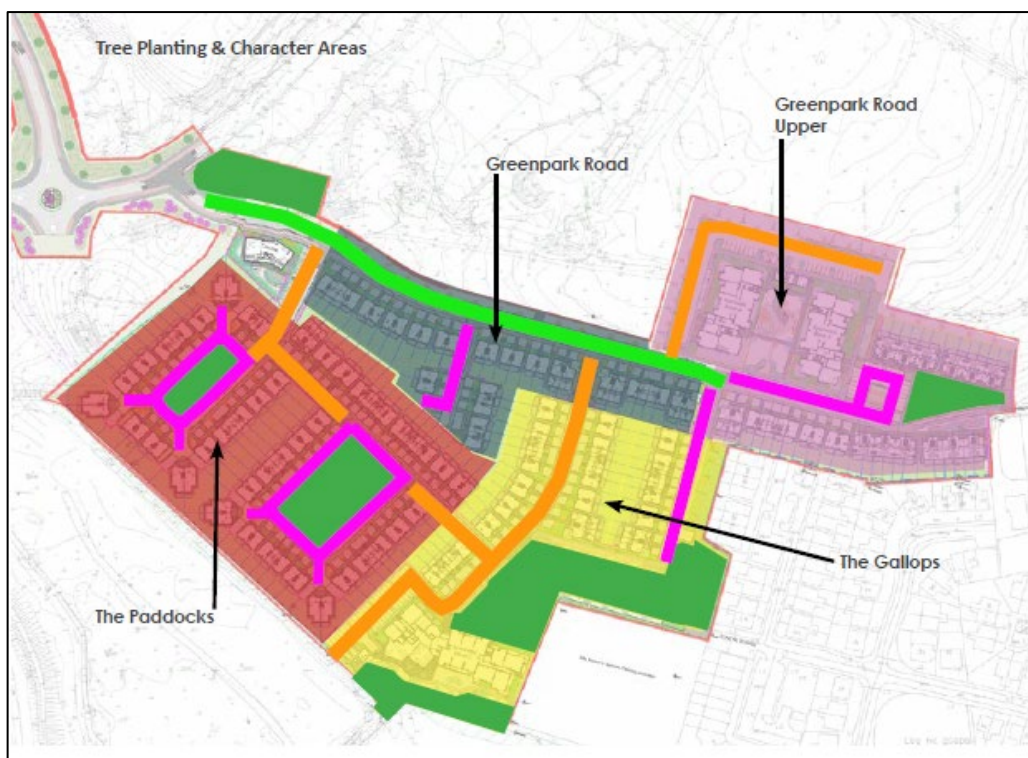 Tree Planting & Character Areas
Greenpark Road
Upper
Greenpark Road
The Gallops
The Paddocks